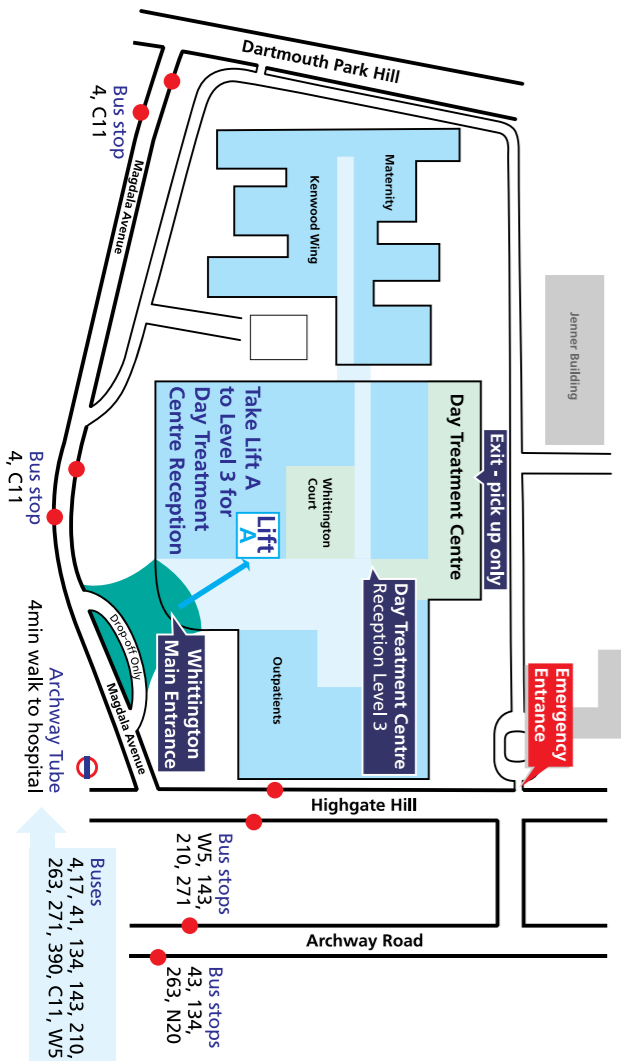 Dartmouth Park Hill
Bus stop
4, C11
Magdala Avenue
Maternity
Kenwood Wing
Jenner Building
Exit - pick up only
Day Treatment Centre
Whittington
Court
Take Lift A
to Level 3 for
Day Treatment
Centre Reception
Lift
A
Bus stop
4, C11
Day Treatment Centre
Reception Level 3
Emergency
Entrance
Whittington
Main Entrance
Outpatients
Drop-off Only
Magdala Avenue
Archway Tube
4min walk to hospital
Highgate Hill
Bus stops
W5, 143,
210, 271
Archway Road
Bus stops
43, 134,
263, N20
Buses
4,17, 41, 134, 143, 210,
263, 271, 390, C11, W5